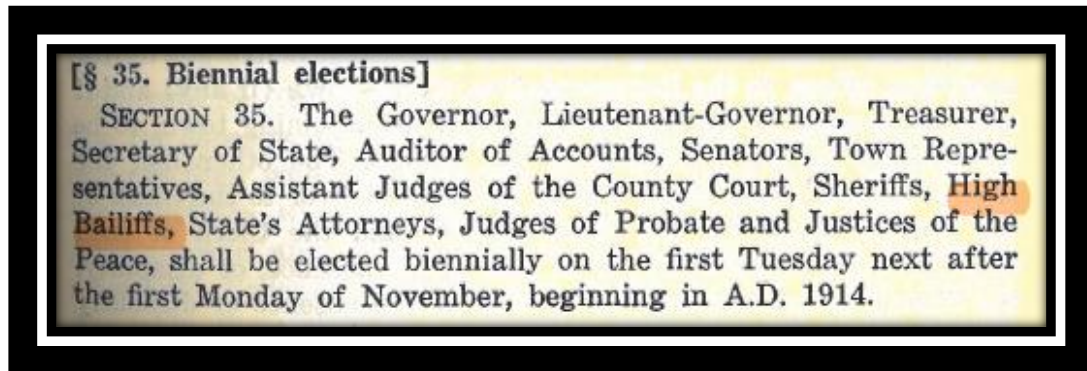 [§ 35. Biennial elections]
SECTION 35. The Governor, Lieutenant-Governor, Treasurer,
Secretary of State, Auditor of Accounts, Senators, Town Repre-
sentatives, Assistant Judges of the County Court, Sheriffs, High
Bailiffs, State's Attorneys, Judges of Probate and Justices of the
Peace, shall be elected biennially on the first Tuesday next after
the first Monday of November, beginning in A.D. 1914.